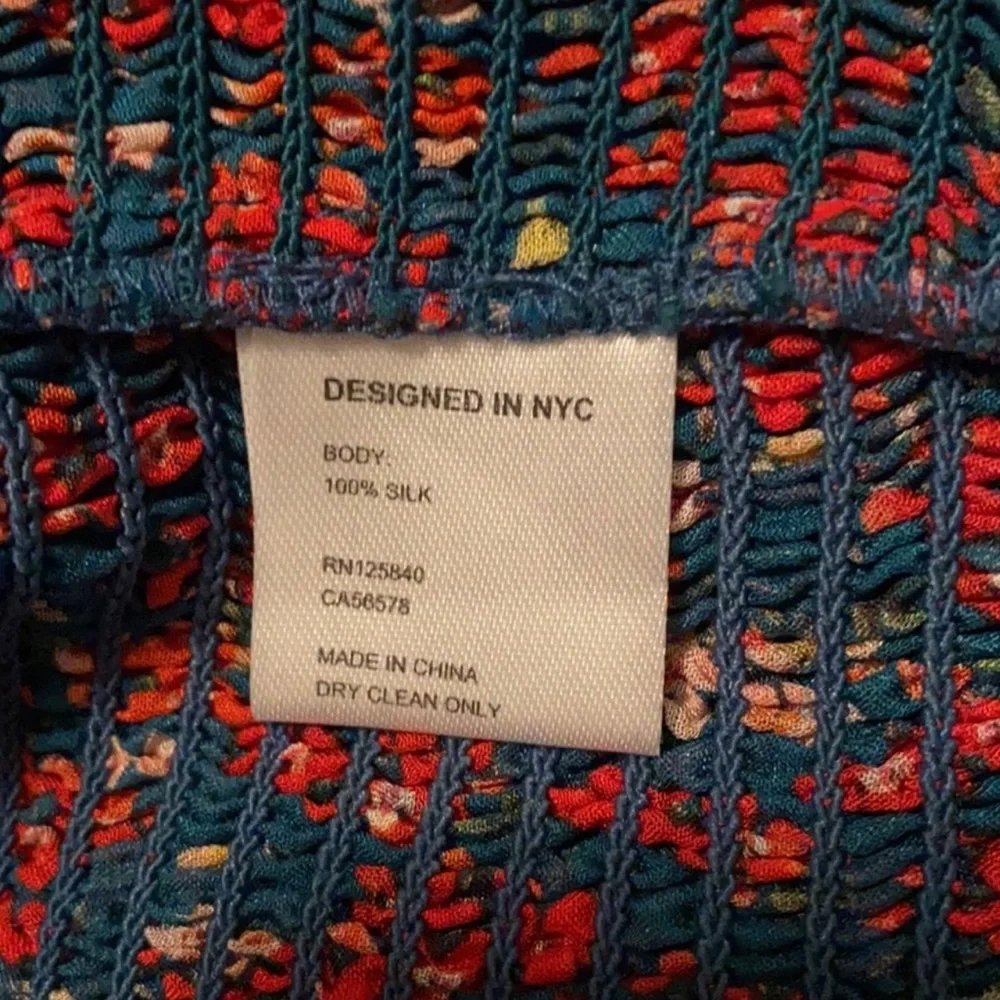 DESIGNED IN NYC
BODY:
100% SILK
RN125840
CA56578
MADE IN CHINA
DRY CLEAN ONLY